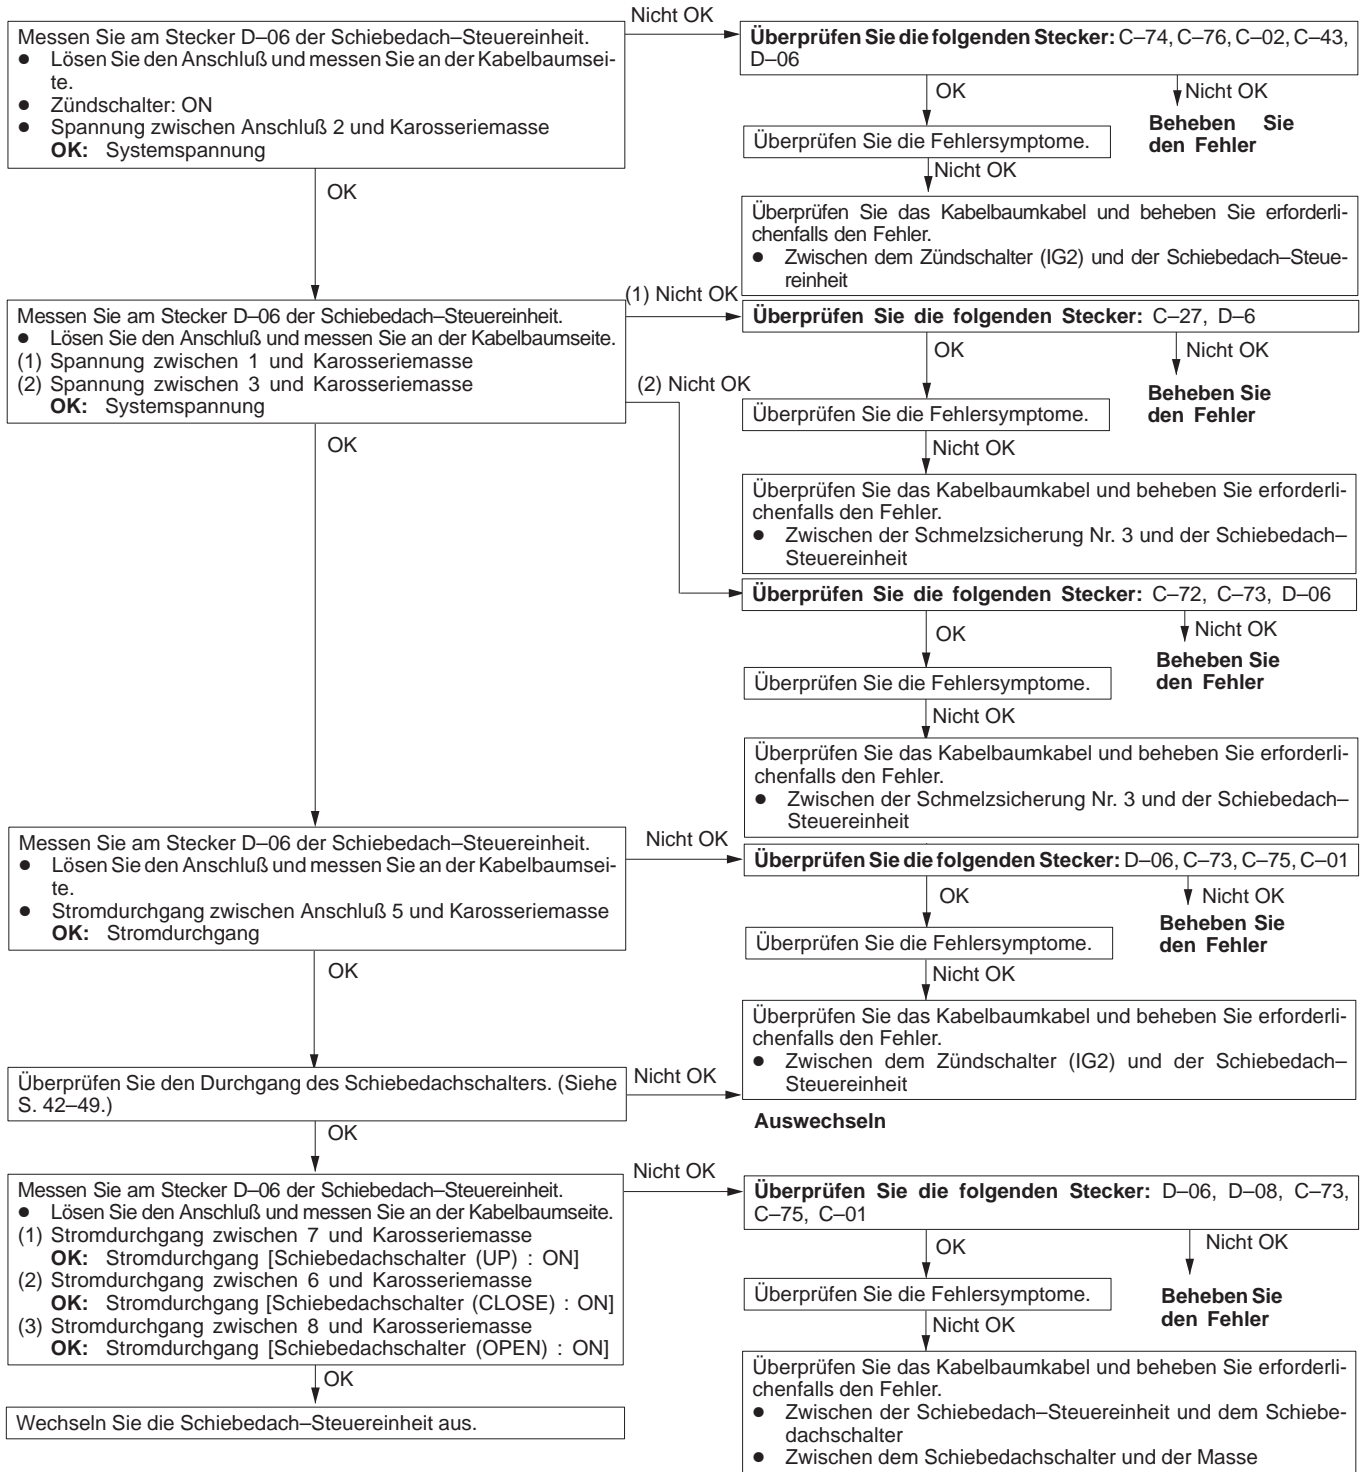 Nicht OK
Messen Sie am Stecker D–06 der Schiebedach–Steuereinheit.
● Lösen Sie den Anschluß und messen Sie an der Kabelbaumsei-
te.
● Zündschalter: ON
● Spannung zwischen Anschluß 2 und Karosseriemasse
OK: Systemspannung
Überprüfen Sie die folgenden Stecker: C–74, C–76, C–02, C–43,
D–06
OK
Nicht OK
Beheben Sie
den Fehler
Überprüfen Sie die Fehlersymptome.
Nicht OK
OK
Überprüfen Sie das Kabelbaumkabel und beheben Sie erforderli-
chenfalls den Fehler.
● Zwischen dem Zündschalter (IG2) und der Schiebedach–Steue-
reinheit
Messen Sie am Stecker D–06 der Schiebedach–Steuereinheit.
● Lösen Sie den Anschluß und messen Sie an der Kabelbaumseite.
(1) Spannung zwischen 1 und Karosseriemasse
(2) Spannung zwischen 3 und Karosseriemasse
OK: Systemspannung
(1) Nicht OK
Überprüfen Sie die folgenden Stecker: C–27, D–6
OK
Nicht OK
Beheben Sie
den Fehler
(2) Nicht OK
Überprüfen Sie die Fehlersymptome.
OK
Nicht OK
Überprüfen Sie das Kabelbaumkabel und beheben Sie erforderli-
chenfalls den Fehler.
● Zwischen der Schmelzsicherung Nr. 3 und der Schiebedach–
Steuereinheit
Überprüfen Sie die folgenden Stecker: C–72, C–73, D–06
OK
Nicht OK
Beheben Sie
den Fehler
Überprüfen Sie die Fehlersymptome.
Nicht OK
Überprüfen Sie das Kabelbaumkabel und beheben Sie erforderli-
chenfalls den Fehler.
● Zwischen der Schmelzsicherung Nr. 3 und der Schiebedach–
Steuereinheit
Messen Sie am Stecker D–06 der Schiebedach–Steuereinheit.
● Lösen Sie den Anschluß und messen Sie an der Kabelbaumsei-
te.
● Stromdurchgang zwischen Anschluß 5 und Karosseriemasse
OK: Stromdurchgang
Nicht OK
Überprüfen Sie die folgenden Stecker: D–06, C–73, C–75, C–01
OK
Nicht OK
Beheben Sie
den Fehler
Überprüfen Sie die Fehlersymptome.
Nicht OK
OK
Überprüfen Sie das Kabelbaumkabel und beheben Sie erforderli-
chenfalls den Fehler.
● Zwischen dem Zündschalter (IG2) und der Schiebedach–
Steuereinheit
Überprüfen Sie den Durchgang des Schiebedachschalters. (Siehe
S. 42–49.)
Nicht OK
Auswechseln
OK
Messen Sie am Stecker D–06 der Schiebedach–Steuereinheit.
● Lösen Sie den Anschluß und messen Sie an der Kabelbaumseite.
(1) Stromdurchgang zwischen 7 und Karosseriemasse
OK: Stromdurchgang [Schiebedachschalter (UP) : ON]
(2) Stromdurchgang zwischen 6 und Karosseriemasse
OK: Stromdurchgang [Schiebedachschalter (CLOSE) : ON]
(3) Stromdurchgang zwischen 8 und Karosseriemasse
OK: Stromdurchgang [Schiebedachschalter (OPEN) : ON]
Nicht OK
Überprüfen Sie die folgenden Stecker: D–06, D–08, C–73,
C–75, C–01
OK
Nicht OK
Beheben Sie
den Fehler
Überprüfen Sie die Fehlersymptome.
Nicht OK
OK
Überprüfen Sie das Kabelbaumkabel und beheben Sie erforderli-
chenfalls den Fehler.
● Zwischen der Schiebedach–Steuereinheit und dem Schiebe-
dachschalter
● Zwischen dem Schiebedachschalter und der Masse
Wechseln Sie die Schiebedach–Steuereinheit aus.